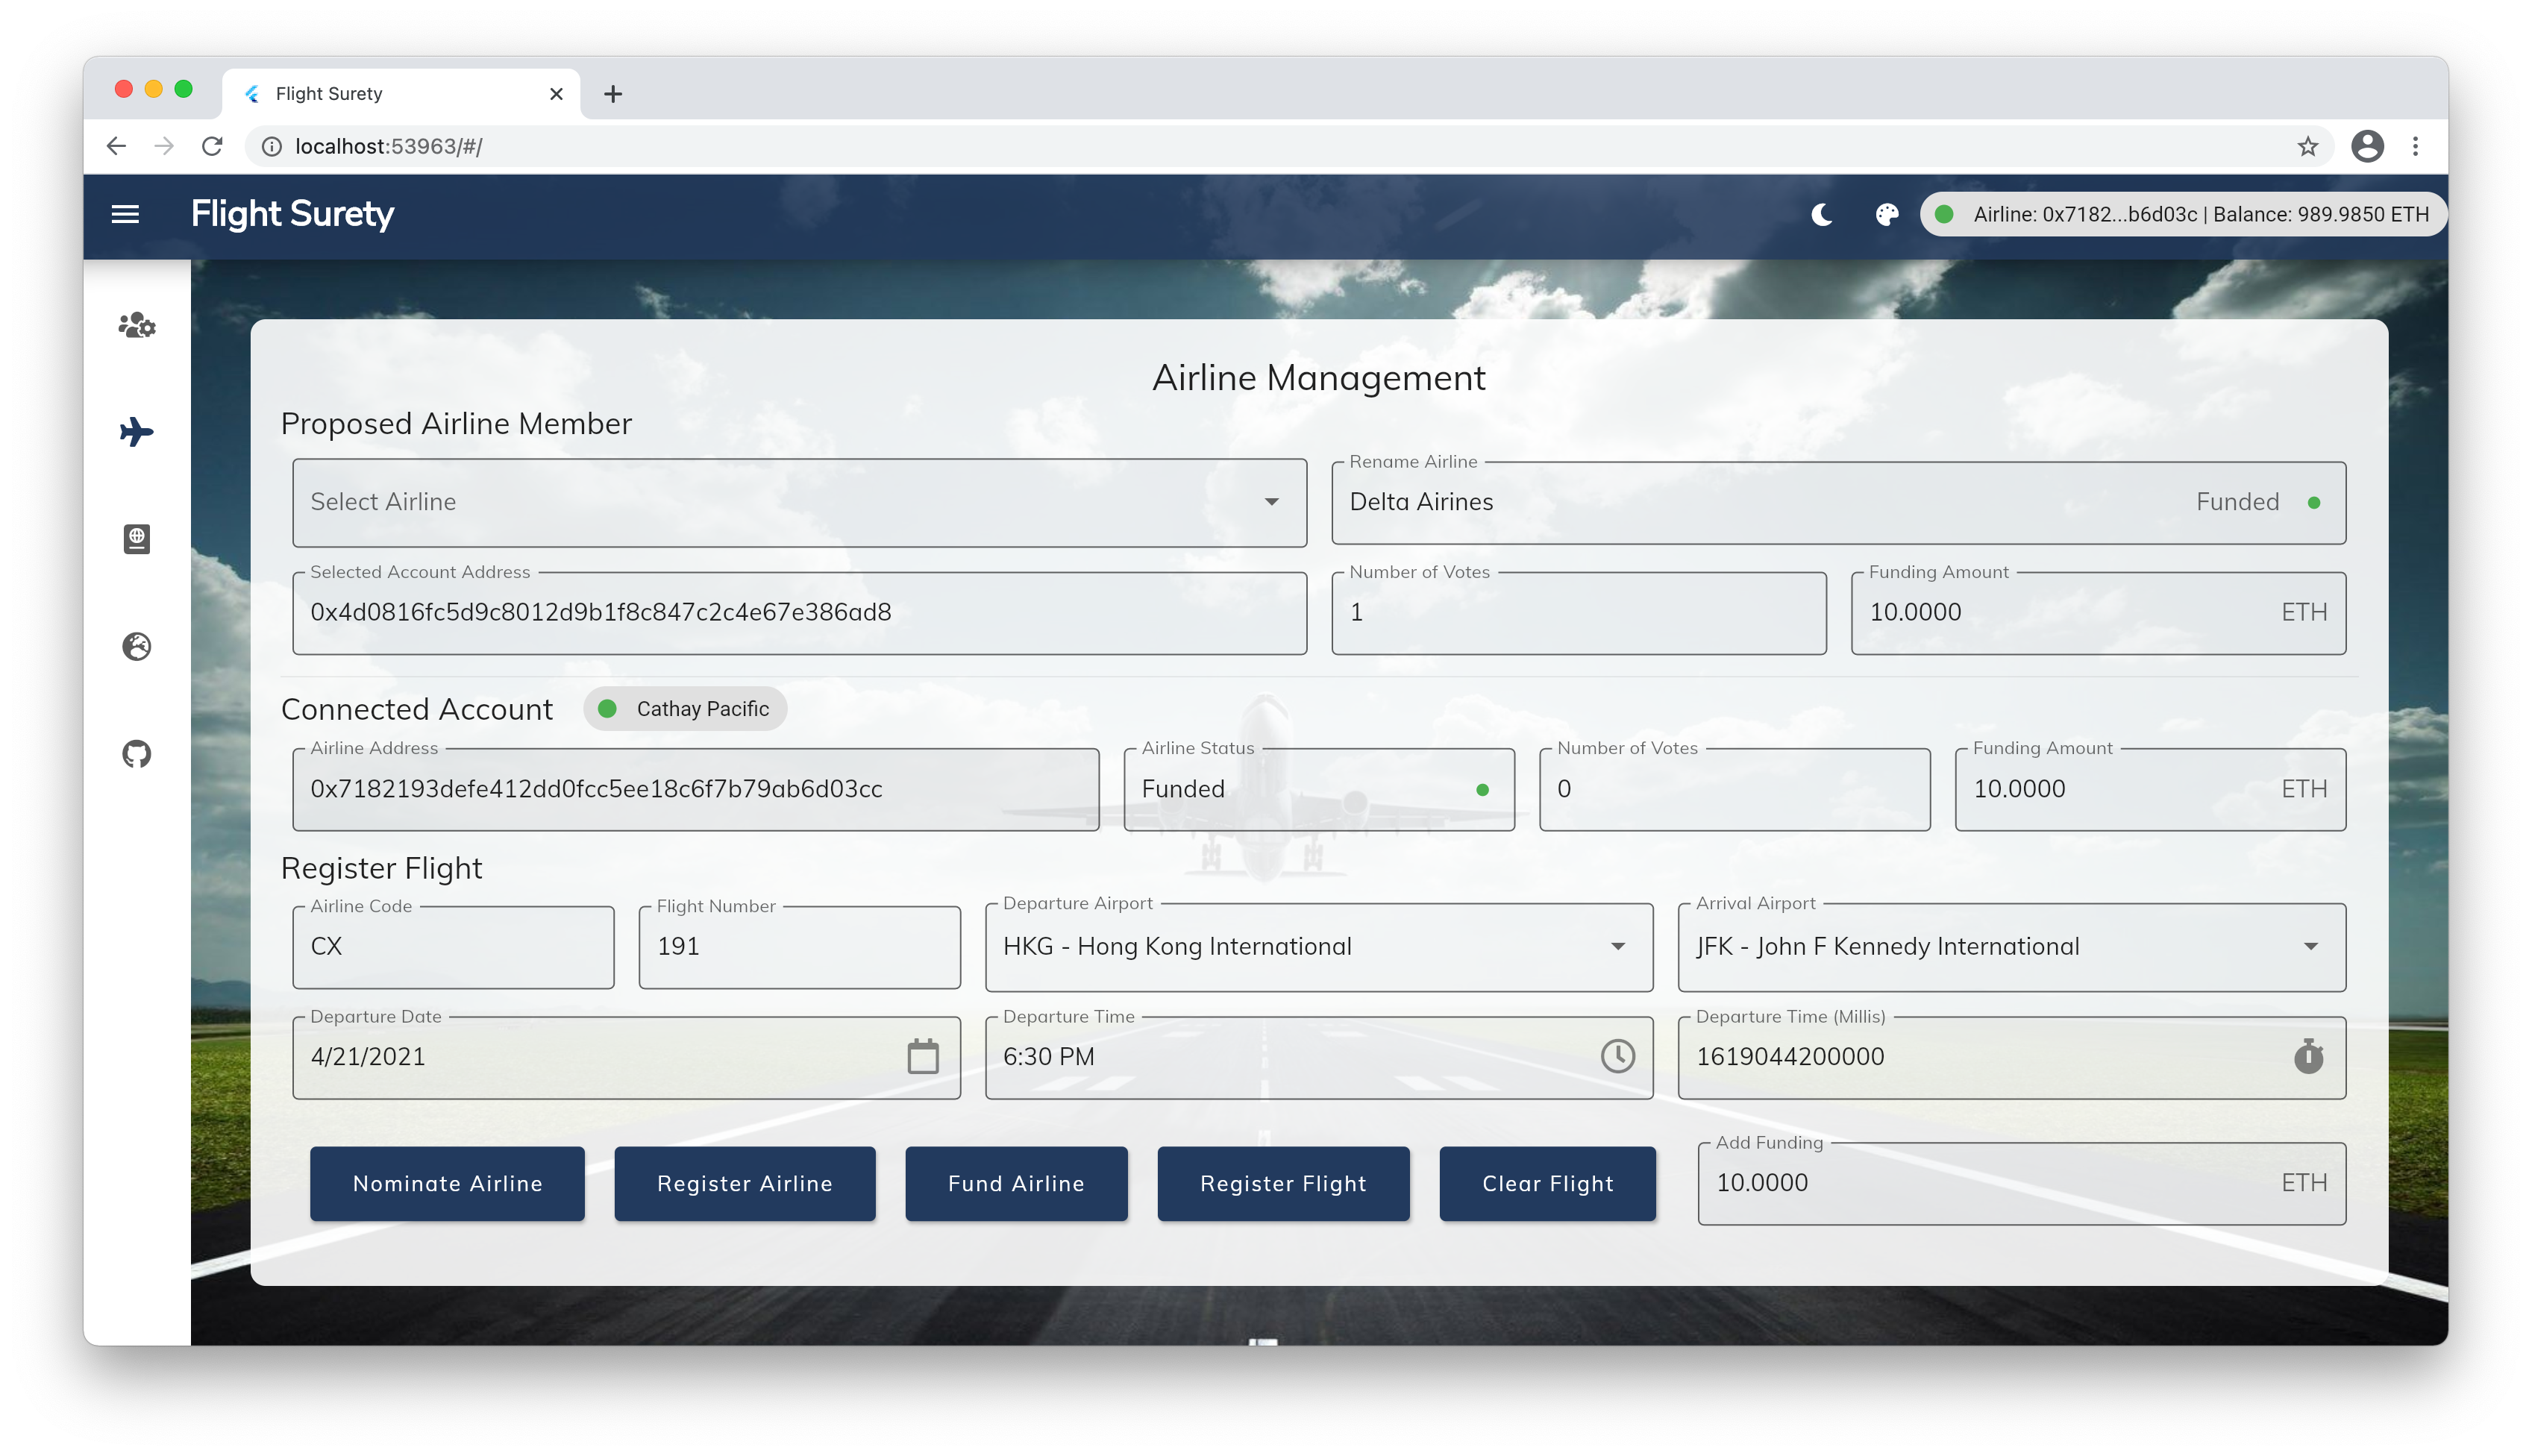 Flight Surety
localhost:53963/#/
Flight Surety
Airline: 0x7182...b6d03c | Balance: 989.9850 ETH
Airline Management
Proposed Airline Member
Select Airline
Rename Airline
Delta Airines
Funded
Selected Account Address
0x4d0816fc5d9c8012d9b1f8c847c2c4e67e386ad8
Number of Votes
1
Funding Amount
10.0000
ETH
Connected Account
Cathay Pacific
Airline Address
0x7182193defe412dd0fcc5ee18c6f7b79ab6d03cc
Airline Status
Funded
Number of Votes
0
Funding Amount
10.0000
ETH
Register Flight
Airline Code
CX
Flight Number
191
Departure Airport
HKG - Hong Kong International
Arrival Airport
JFK - John F Kennedy International
Departure Date
4/21/2021
Departure Time
6:30 PM
Departure Time (Millis)
1619044200000
Nominate Airline
Register Airline
Fund Airline
Register Flight
Clear Flight
Add Funding
10.0000
ETH